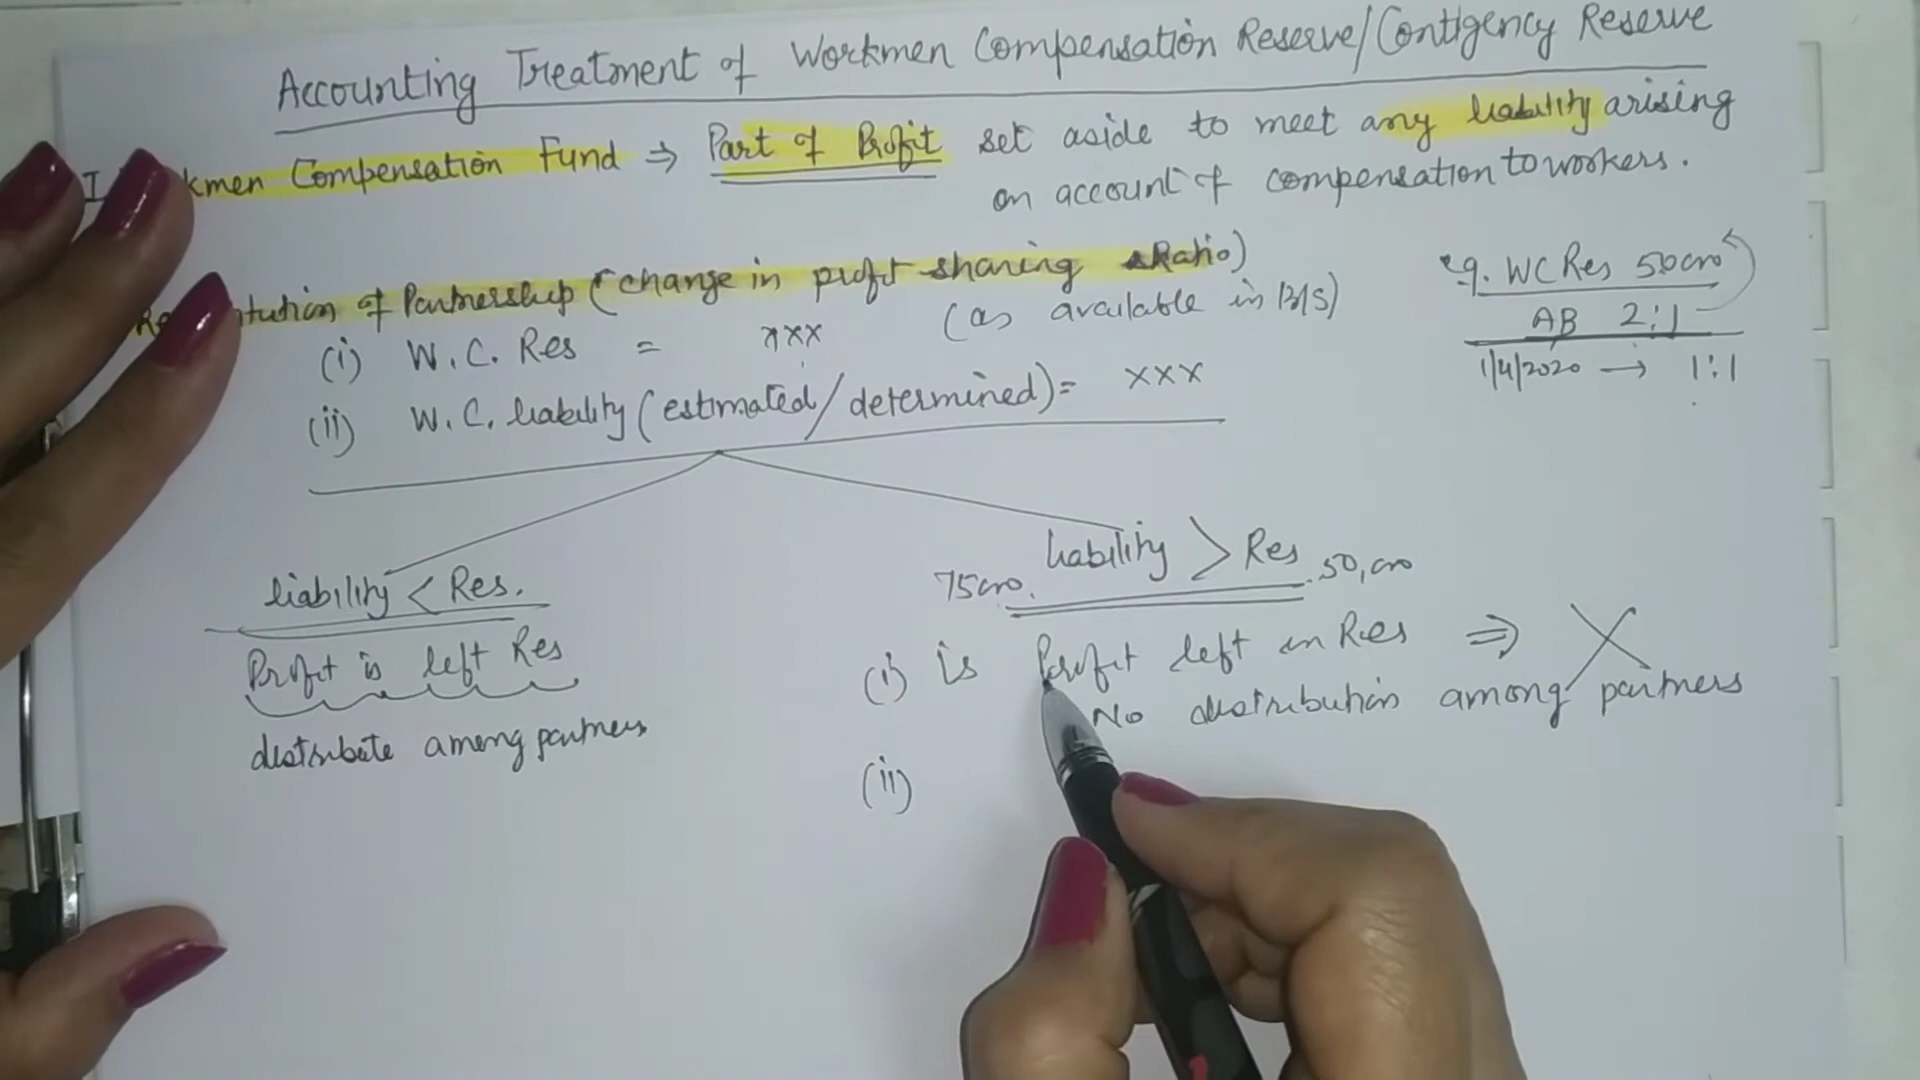 Accounting Treatment of Workmen Compensation Reserve/Contigency Reserve
I kmen Compensation Fund ⇒ Part of Profit set aside to meet any liability arising
on account of compensation to workers.
tution of Partnership (change in profit sharing Ratio)
(i) W.C. Res = xxx (as available in B/S)
(ii) W.C. liability (estimated/determined) = xxx
eg. WC Res 50000
AB 2:1
1/4/2020 → 1:1
liability < Res.
Profit is left Res
distribute among partners
75000. liability > Res 50,000
(i) is Profit left in Res ⇒ X
No distribution among partners
(ii)